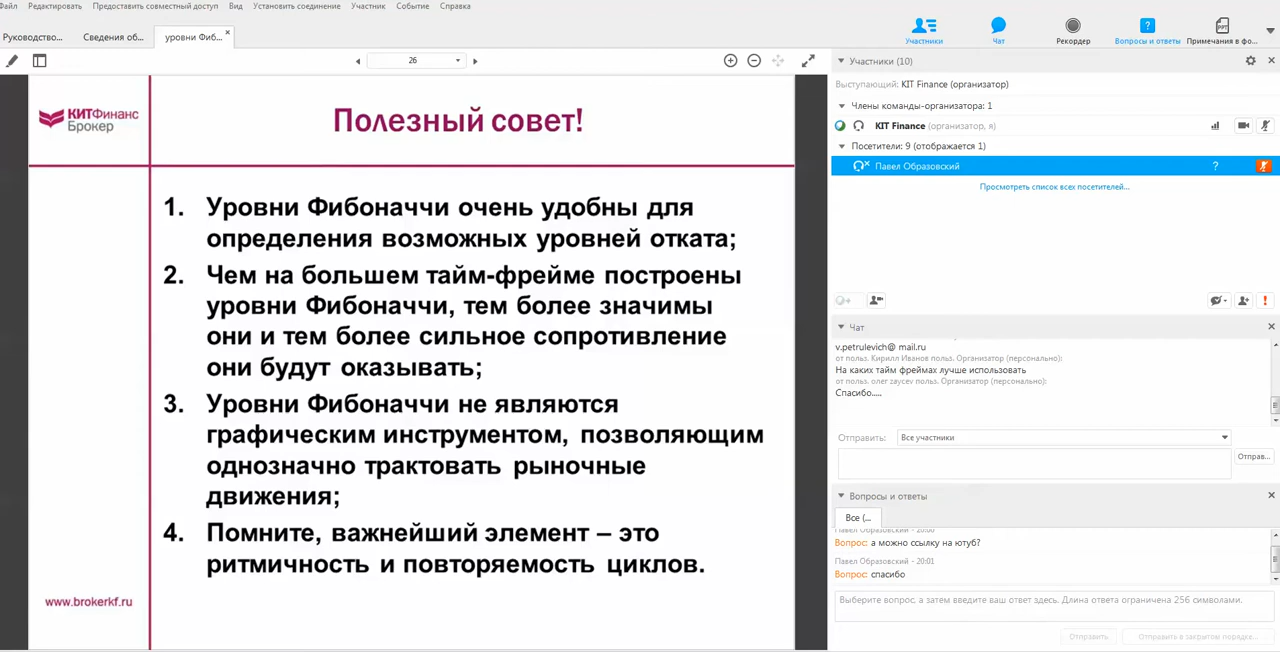 Файл Редактировать Предоставить совместный доступ Вид Установить соединение Участник Событие Справка
Руководство... Сведения об... уровни Фиб... ×
Участники Чат Рекордер Вопросы и ответы Примечания в фо...
26
КИТФинанс
Брокер
Полезный совет!
1. Уровни Фибоначчи очень удобны для
определения возможных уровней отката;
2. Чем на большем тайм-фрейме построены
уровни Фибоначчи, тем более значимы
они и тем более сильное сопротивление
они будут оказывать;
3. Уровни Фибоначчи не являются
графическим инструментом, позволяющим
однозначно трактовать рыночные
движения;
4. Помните, важнейший элемент – это
ритмичность и повторяемость циклов.
www.brokerkf.ru
Участники (10)
Выступающий: KIT Finance (организатор)
Члены команды-организатора: 1
KIT Finance (организатор, я)
Посетители: 9 (отображается 1)
Павел Образовский ?
Просмотреть список всех посетителей...
Чат
v.petrulevich@ mail.ru
от польз. Кирилл Иванов польз. Организатор (персонально):
На каких тайм фреймах лучше использовать
от польз. олег zaycev польз. Организатор (персонально):
Спасибо.....
Отправить: Все участники
Отправ...
Вопросы и ответы
Все (...
Павел Образовский - 20:00
Вопрос: а можно ссылку на ютуб?
Павел Образовский - 20:01
Вопрос: спасибо
Выберите вопрос, а затем введите ваш ответ здесь. Длина ответа ограничена 256 символами.
Отправить Отправить в закрытом порядке...